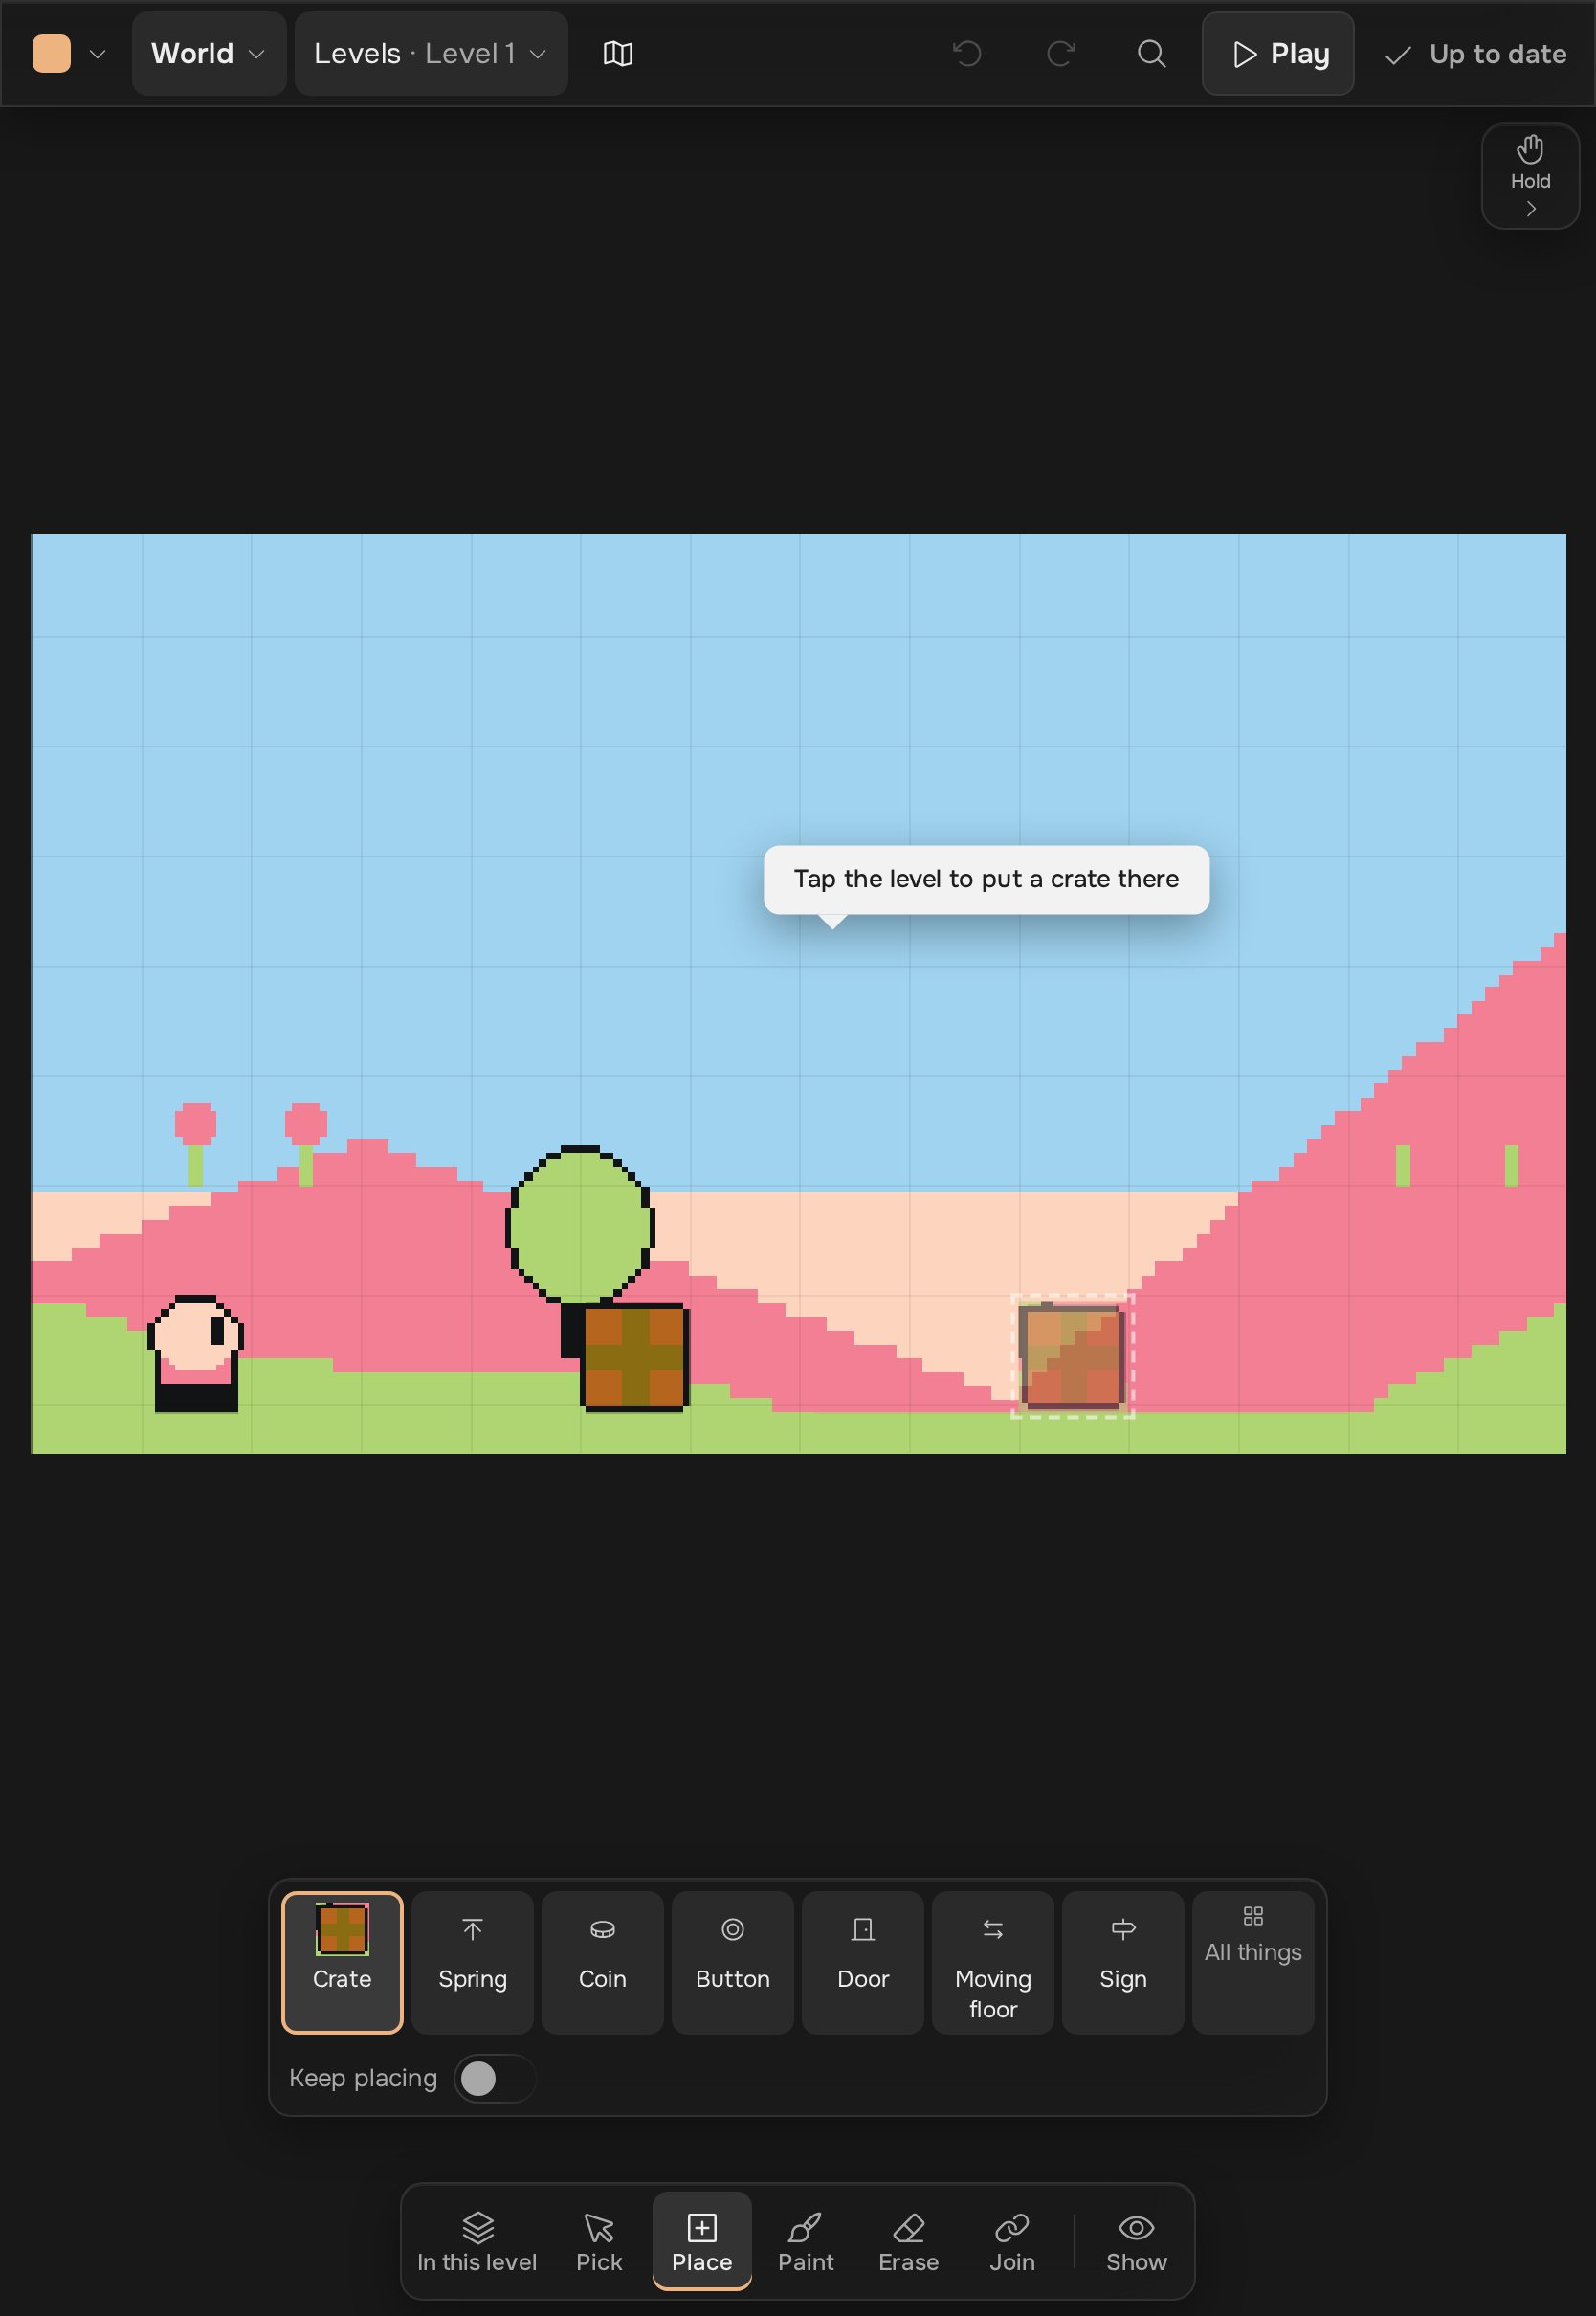 World
Levels · Level 1
Play
Up to date
Hold
Tap the level to put a crate there
Crate
Spring
Coin
Button
Door
Moving
floor
Sign
All things
Keep placing
In this level
Pick
Place
Paint
Erase
Join
Show